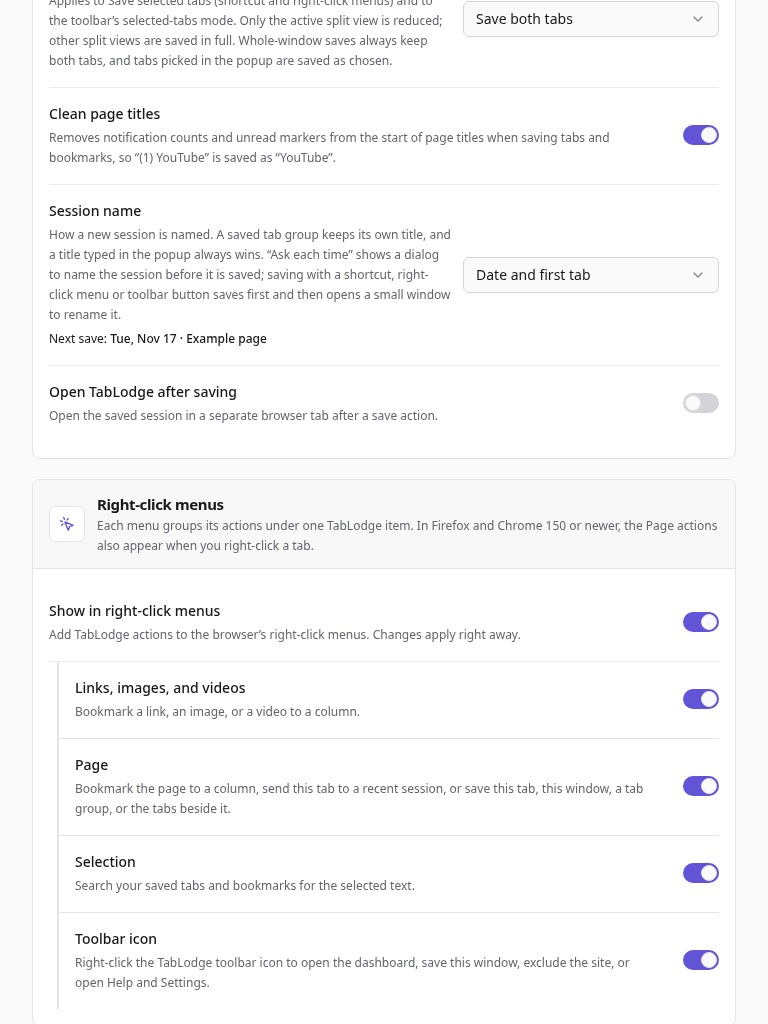 Applies to Save selected tabs (shortcut and right-click menus) and to
the toolbar’s selected-tabs mode. Only the active split view is reduced;
other split views are saved in full. Whole-window saves always keep
both tabs, and tabs picked in the popup are saved as chosen.
Save both tabs
Clean page titles
Removes notification counts and unread markers from the start of page titles when saving tabs and
bookmarks, so “(1) YouTube” is saved as “YouTube”.
Session name
How a new session is named. A saved tab group keeps its own title, and
a title typed in the popup always wins. “Ask each time” shows a dialog
to name the session before it is saved; saving with a shortcut, right-
click menu or toolbar button saves first and then opens a small window
to rename it.
Next save: Tue, Nov 17 · Example page
Date and first tab
Open TabLodge after saving
Open the saved session in a separate browser tab after a save action.
Right-click menus
Each menu groups its actions under one TabLodge item. In Firefox and Chrome 150 or newer, the Page actions
also appear when you right-click a tab.
Show in right-click menus
Add TabLodge actions to the browser’s right-click menus. Changes apply right away.
Links, images, and videos
Bookmark a link, an image, or a video to a column.
Page
Bookmark the page to a column, send this tab to a recent session, or save this tab, this window, a tab
group, or the tabs beside it.
Selection
Search your saved tabs and bookmarks for the selected text.
Toolbar icon
Right-click the TabLodge toolbar icon to open the dashboard, save this window, exclude the site, or
open Help and Settings.